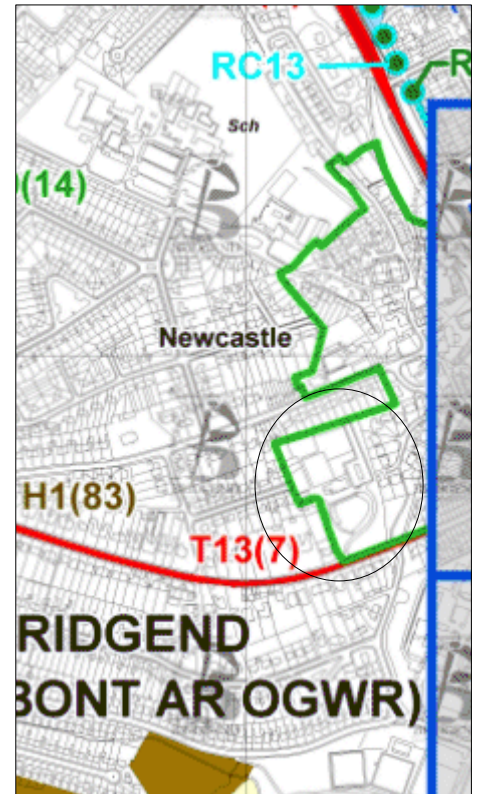 RC13
R
Sch
(14)
Newcastle
H1(83)
T13(7)
RIDGEND
BONT AR OGWR)